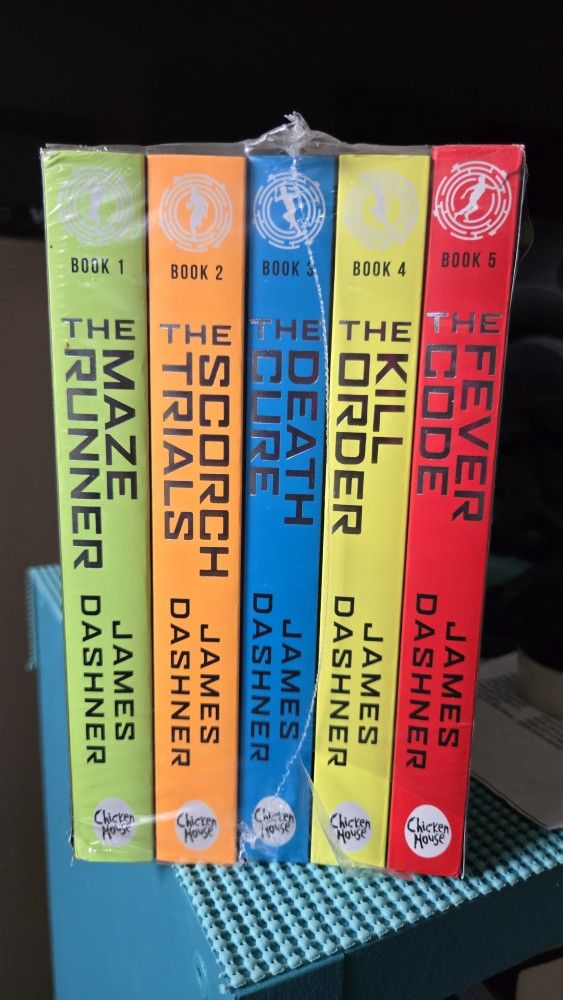 BOOK 1
THE MAZE
RUNNER
JAMES
DASHNER
Chicken
House
BOOK 2
THE SCORCH
TRIALS
JAMES
DASHNER
Chicken
House
BOOK 3
THE DEATH
CURE
JAMES
DASHNER
Chicken
House
BOOK 4
THE KILL
ORDER
JAMES
DASHNER
Chicken
House
BOOK 5
THE FEVER
CODE
JAMES
DASHNER
Chicken
House